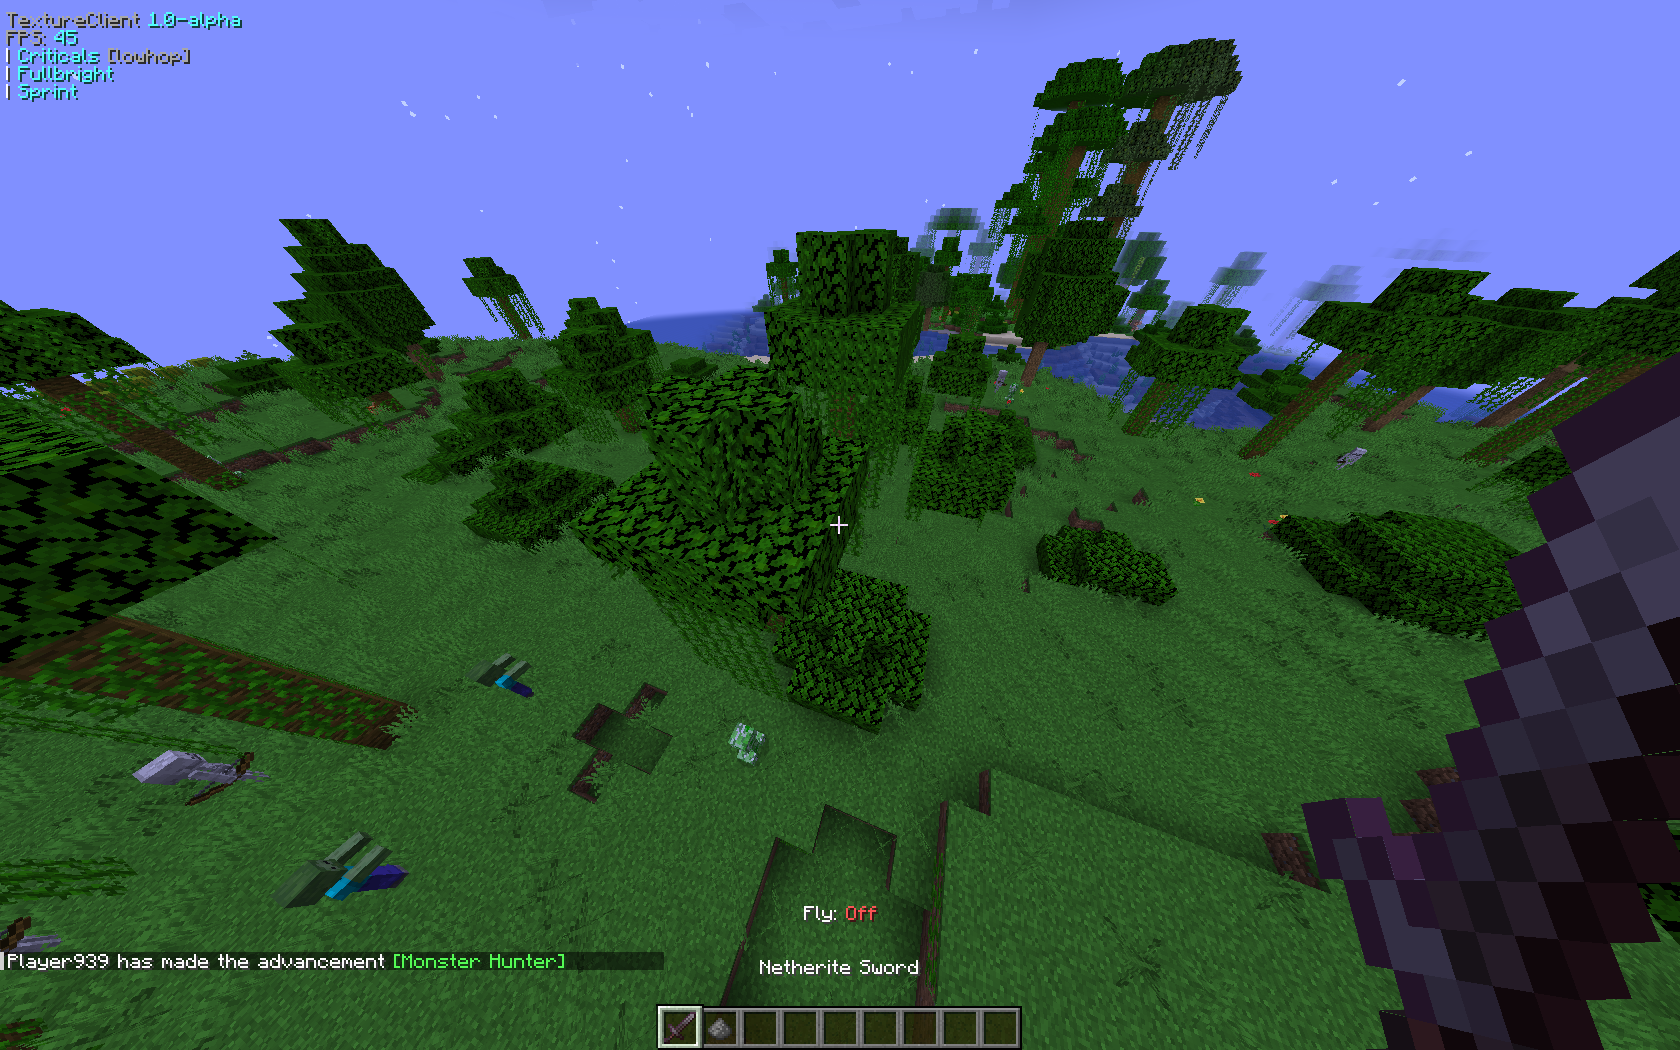 TextureClient 1.0-alpha
FPS: 45
| Criticals [lowhop]
| Fullbright
| Sprint
Fly: Off
Player939 has made the advancement [Monster Hunter]
Netherite Sword